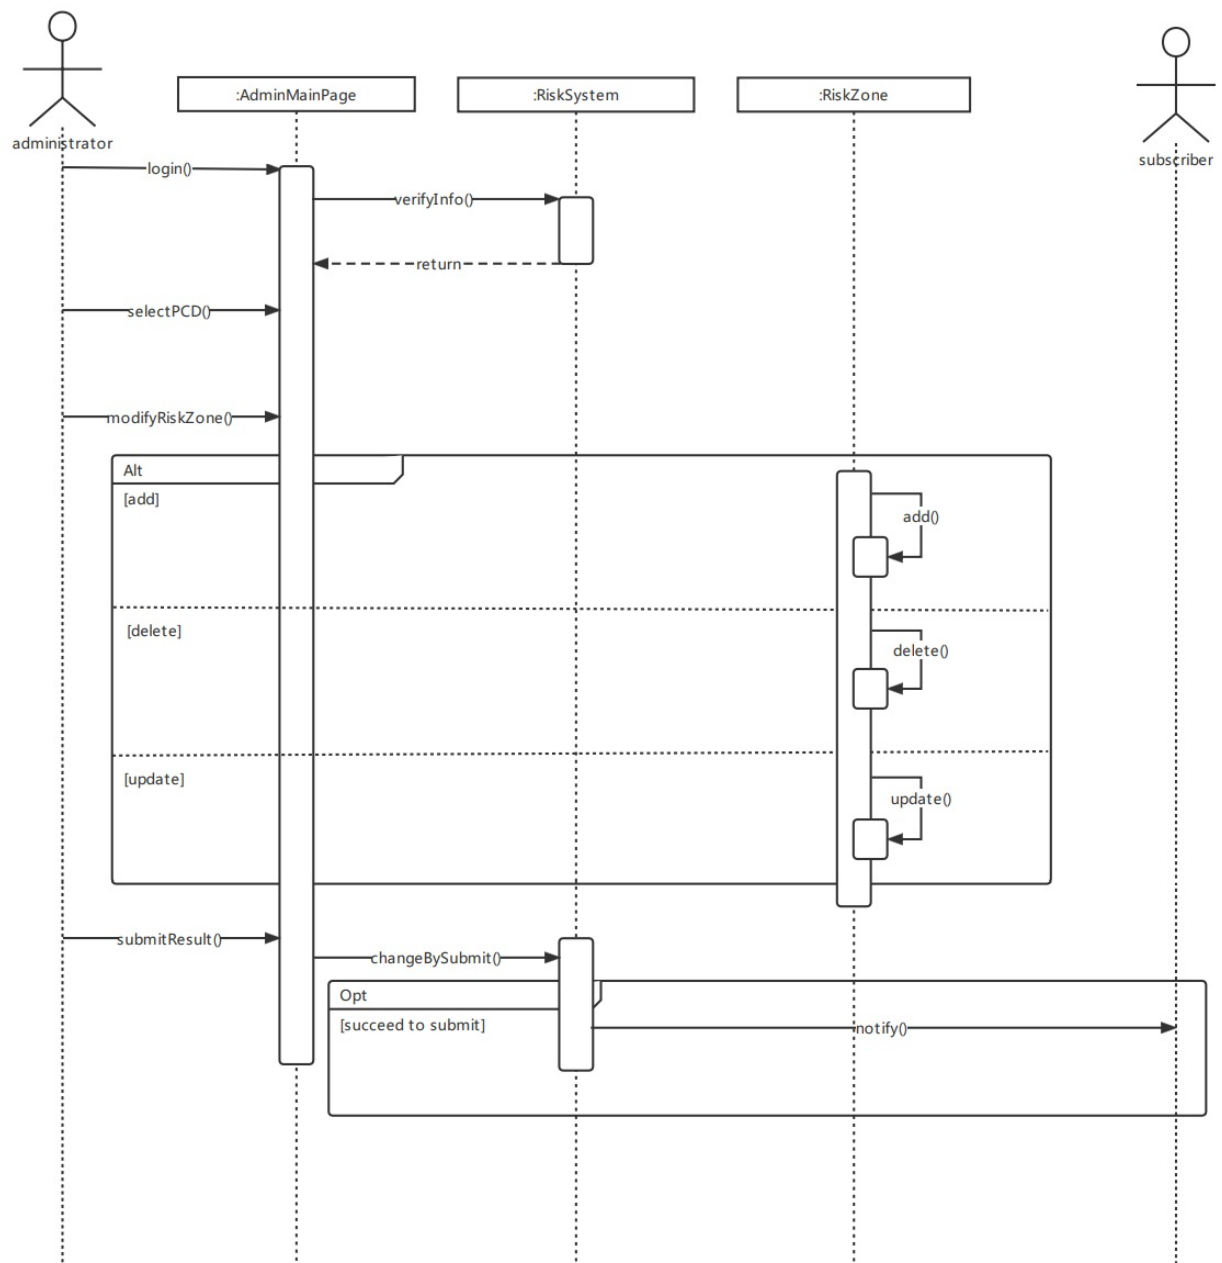 :AdminMainPage
:RiskSystem
:RiskZone
administrator
subscriber
login()
verifyInfo()
return
selectPCD()
modifyRiskZone()
Alt
[add]
add()
[delete]
delete()
[update]
update()
submitResult()
changeBySubmit()
Opt
[succeed to submit]
notify()